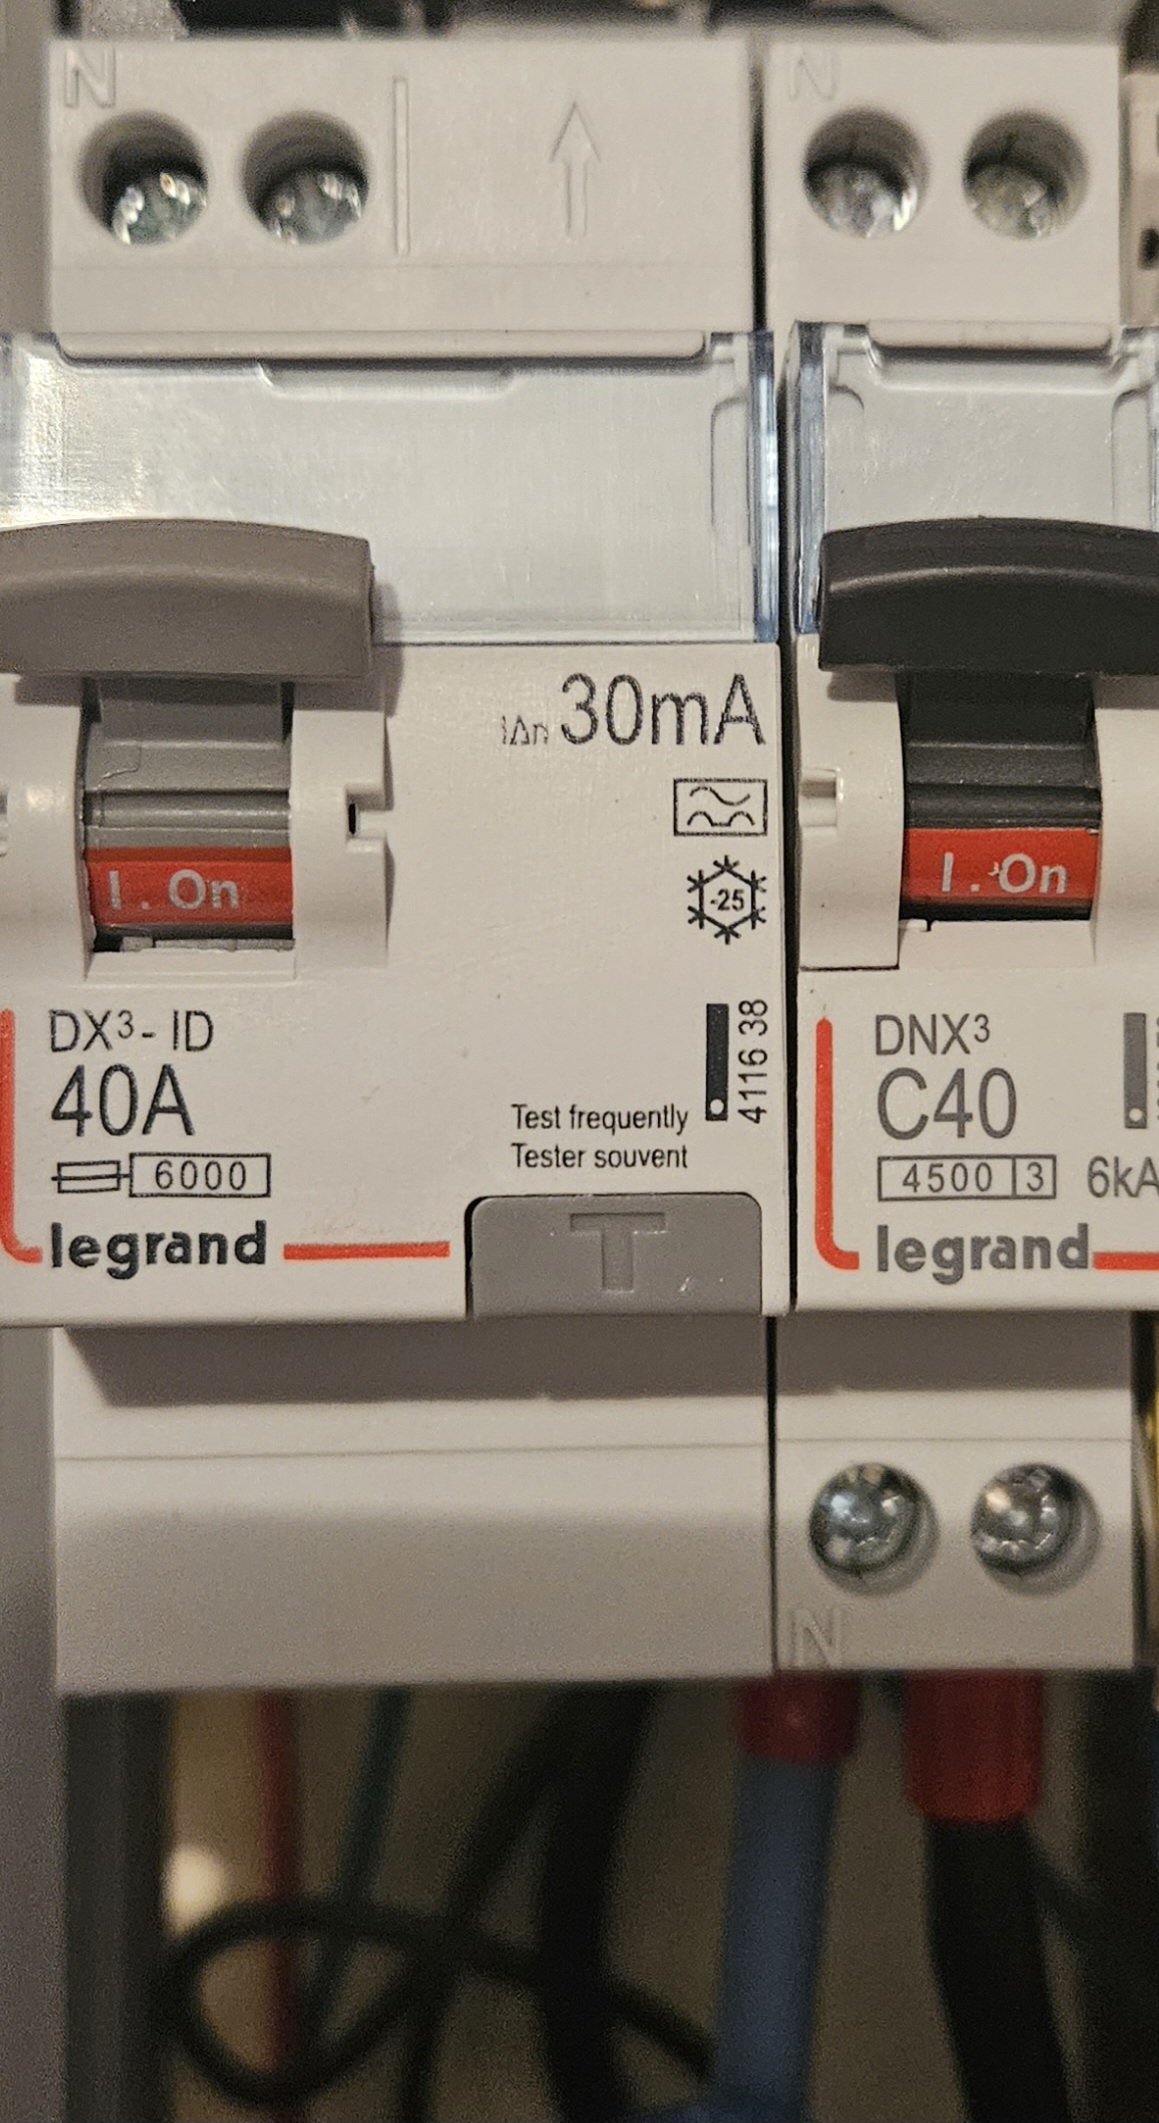 N
N
IΔn 30mA
-25
I . On
I . On
DX³- ID
40A
6000
legrand
Test frequently
Tester souvent
4116 38
T
DNX³
C40
4500 3
6kA
legrand
N